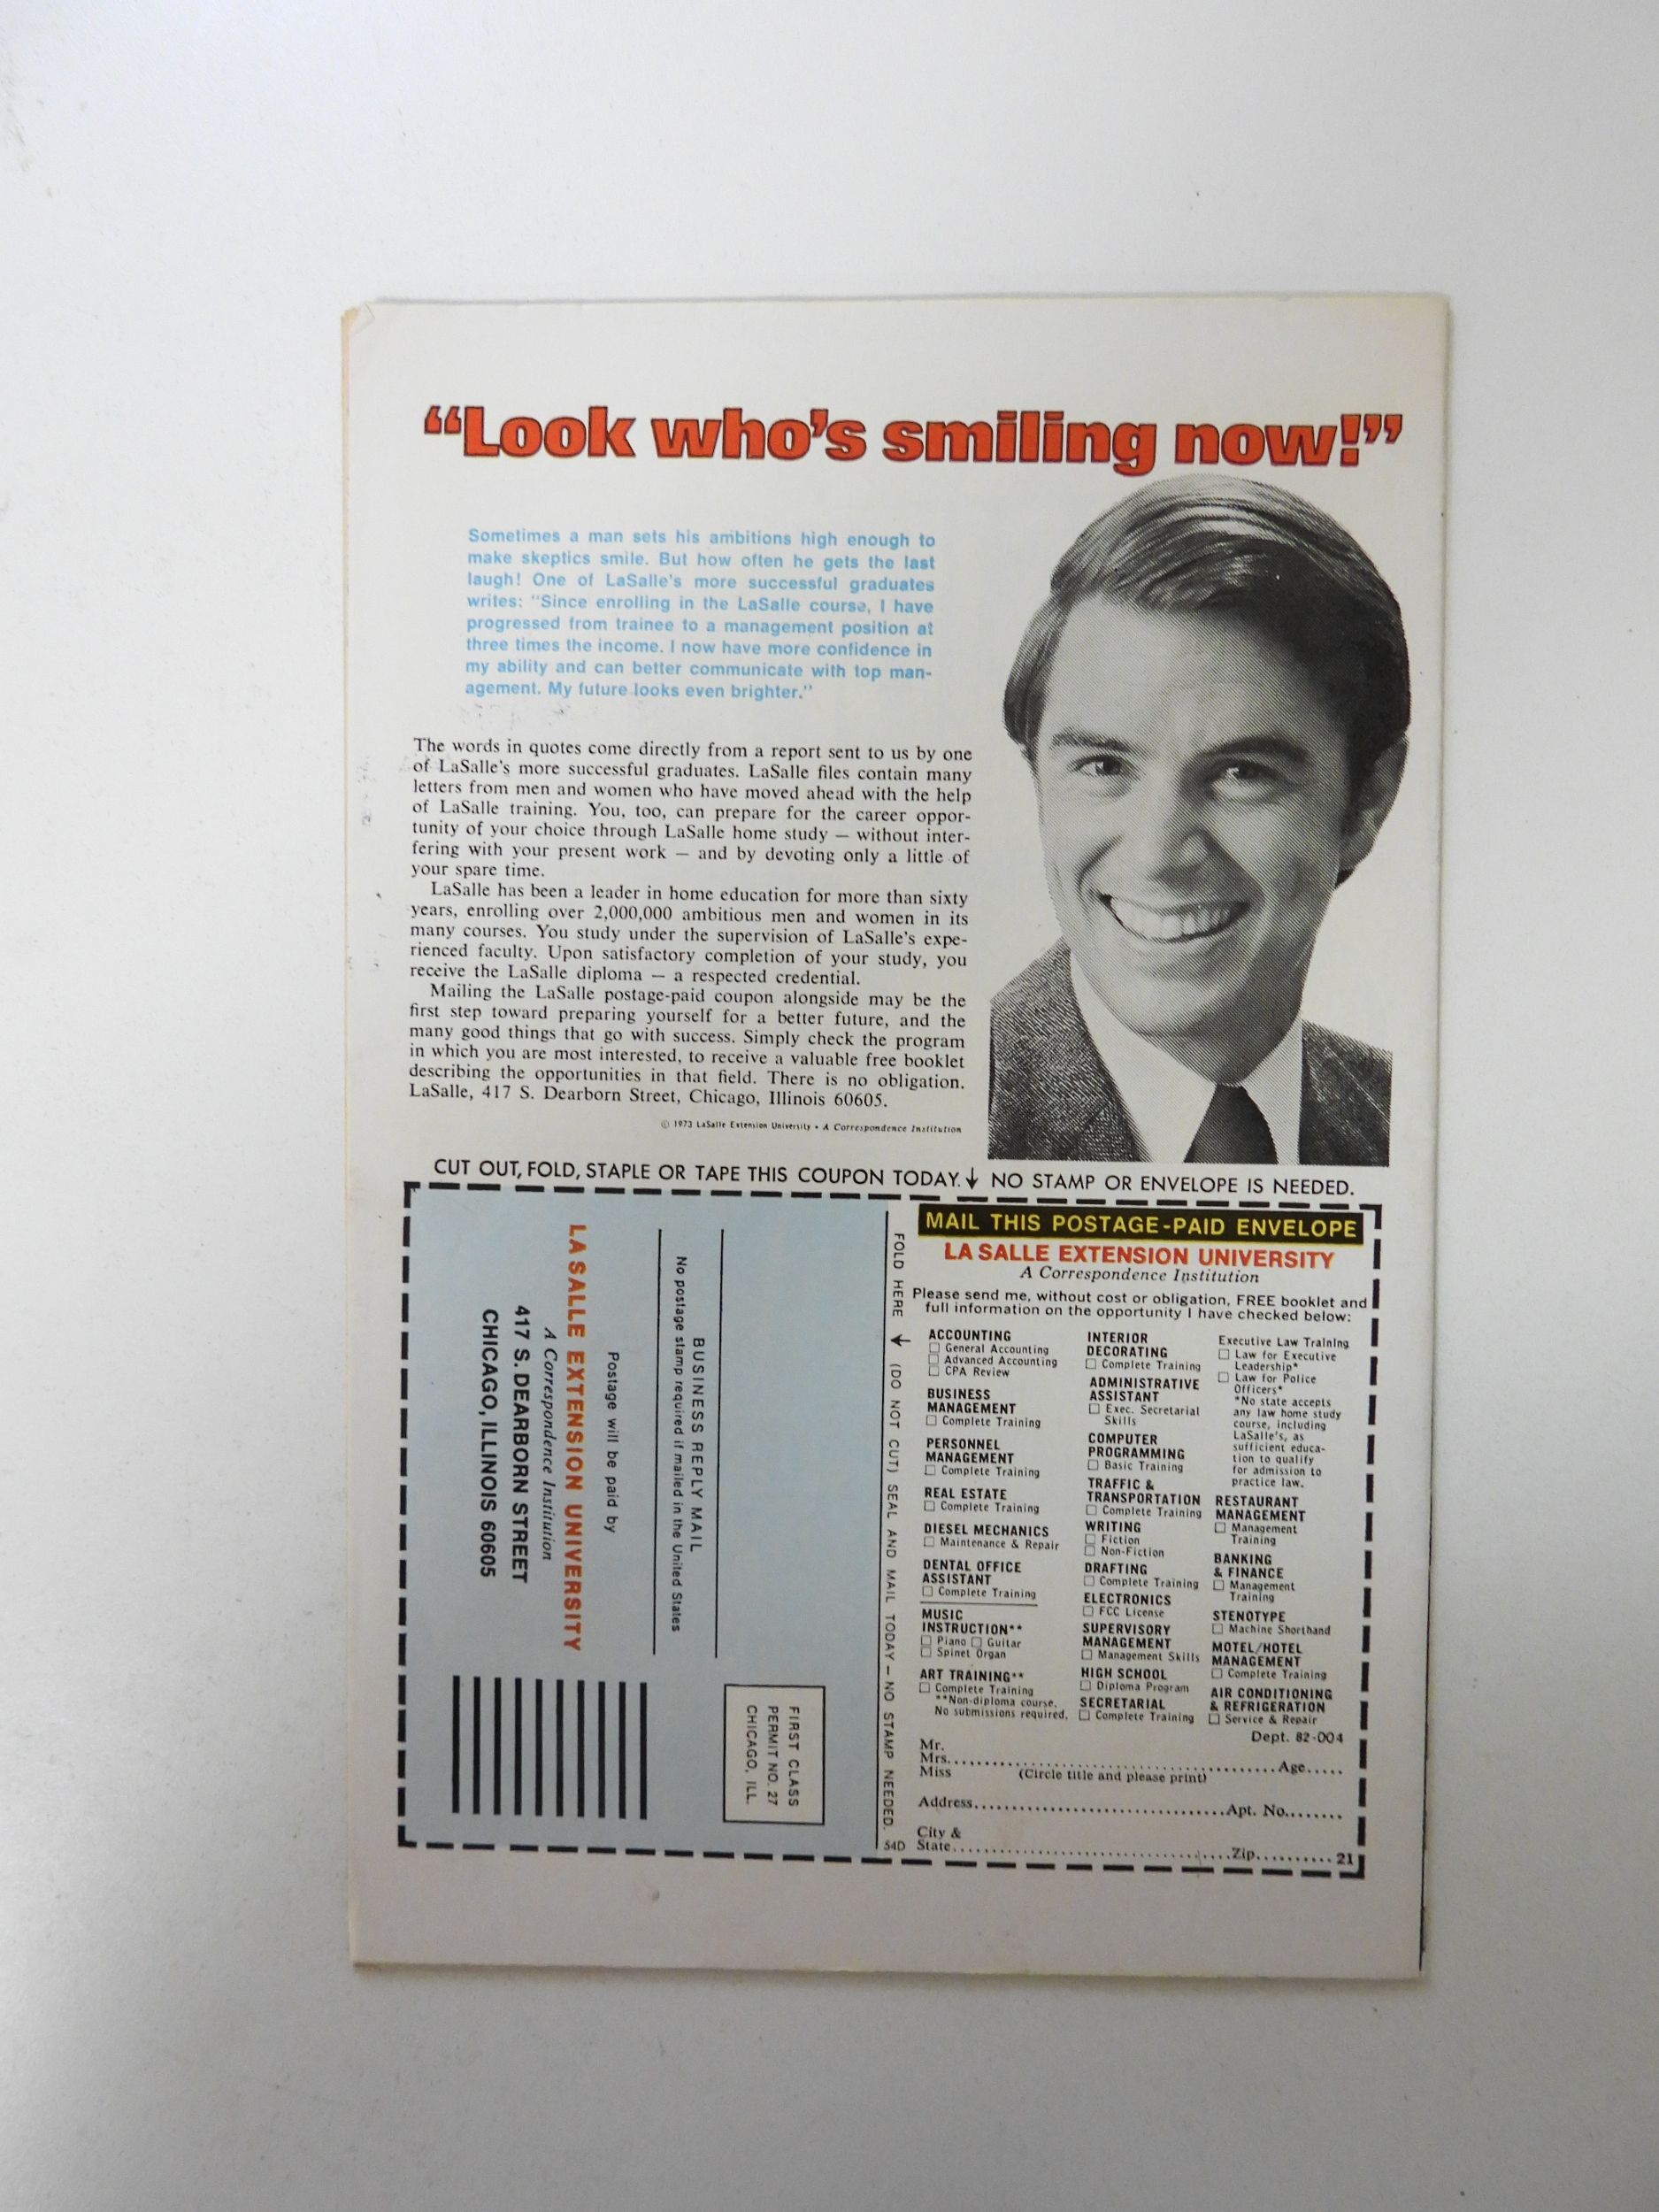 “Look who’s smiling now!”
Sometimes a man sets his ambitions high enough to
make skeptics smile. But how often he gets the last
laugh! One of LaSalle's more successful graduates
writes: "Since enrolling in the LaSalle course, I have
progressed from trainee to a management position at
three times the income. I now have more confidence in
my ability and can better communicate with top man-
agement. My future looks even brighter."
The words in quotes come directly from a report sent to us by one
of LaSalle's more successful graduates. LaSalle files contain many
letters from men and women who have moved ahead with the help
of LaSalle training. You, too, can prepare for the career oppor-
tunity of your choice through LaSalle home study — without inter-
fering with your present work — and by devoting only a little of
your spare time.
LaSalle has been a leader in home education for more than sixty
years, enrolling over 2,000,000 ambitious men and women in its
many courses. You study under the supervision of LaSalle's expe-
rienced faculty. Upon satisfactory completion of your study, you
receive the LaSalle diploma — a respected credential.
Mailing the LaSalle postage-paid coupon alongside may be the
first step toward preparing yourself for a better future, and the
many good things that go with success. Simply check the program
in which you are most interested, to receive a valuable free booklet
describing the opportunities in that field. There is no obligation.
LaSalle, 417 S. Dearborn Street, Chicago, Illinois 60605.
© 1973 LaSalle Extension University • A Correspondence Institution
CUT OUT, FOLD, STAPLE OR TAPE THIS COUPON TODAY.↓ NO STAMP OR ENVELOPE IS NEEDED.
FIRST CLASS
PERMIT NO. 27
CHICAGO, ILL.
BUSINESS REPLY MAIL
No postage stamp required if mailed in the United States
Postage will be paid by
LA SALLE EXTENSION UNIVERSITY
A Correspondence Institution
417 S. DEARBORN STREET
CHICAGO, ILLINOIS 60605
FOLD HERE ↓ (DO NOT CUT) SEAL AND MAIL TODAY — NO STAMP NEEDED.
54D
MAIL THIS POSTAGE-PAID ENVELOPE
LA SALLE EXTENSION UNIVERSITY
A Correspondence Institution
Please send me, without cost or obligation, FREE booklet and
full information on the opportunity I have checked below:
ACCOUNTING
☐ General Accounting
☐ Advanced Accounting
☐ CPA Review
BUSINESS
MANAGEMENT
☐ Complete Training
PERSONNEL
MANAGEMENT
☐ Complete Training
REAL ESTATE
☐ Complete Training
DIESEL MECHANICS
☐ Maintenance & Repair
DENTAL OFFICE
ASSISTANT
☐ Complete Training
MUSIC
INSTRUCTION**
☐ Piano ☐ Guitar
☐ Spinet Organ
ART TRAINING**
☐ Complete Training
**Non-diploma course.
No submissions required.
INTERIOR
DECORATING
☐ Complete Training
ADMINISTRATIVE
ASSISTANT
☐ Exec. Secretarial
Skills
COMPUTER
PROGRAMMING
☐ Basic Training
TRAFFIC &
TRANSPORTATION
☐ Complete Training
WRITING
☐ Fiction
☐ Non-Fiction
DRAFTING
☐ Complete Training
ELECTRONICS
☐ FCC License
SUPERVISORY
MANAGEMENT
☐ Management Skills
HIGH SCHOOL
☐ Diploma Program
SECRETARIAL
☐ Complete Training
Executive Law Training
☐ Law for Executive
Leadership*
☐ Law for Police
Officers*
*No state accepts
any law home study
course, including
LaSalle's, as
sufficient educa-
tion to qualify
for admission to
practice law.
RESTAURANT
MANAGEMENT
☐ Management
Training
BANKING
& FINANCE
☐ Management
Training
STENOTYPE
☐ Machine Shorthand
MOTEL/HOTEL
MANAGEMENT
☐ Complete Training
AIR CONDITIONING
& REFRIGERATION
☐ Service & Repair
Dept. 82-004
Mr.
Mrs..................................................Age.....
Miss (Circle title and please print)
Address.......................................Apt. No........
City &
State...........................................Zip.......... 21